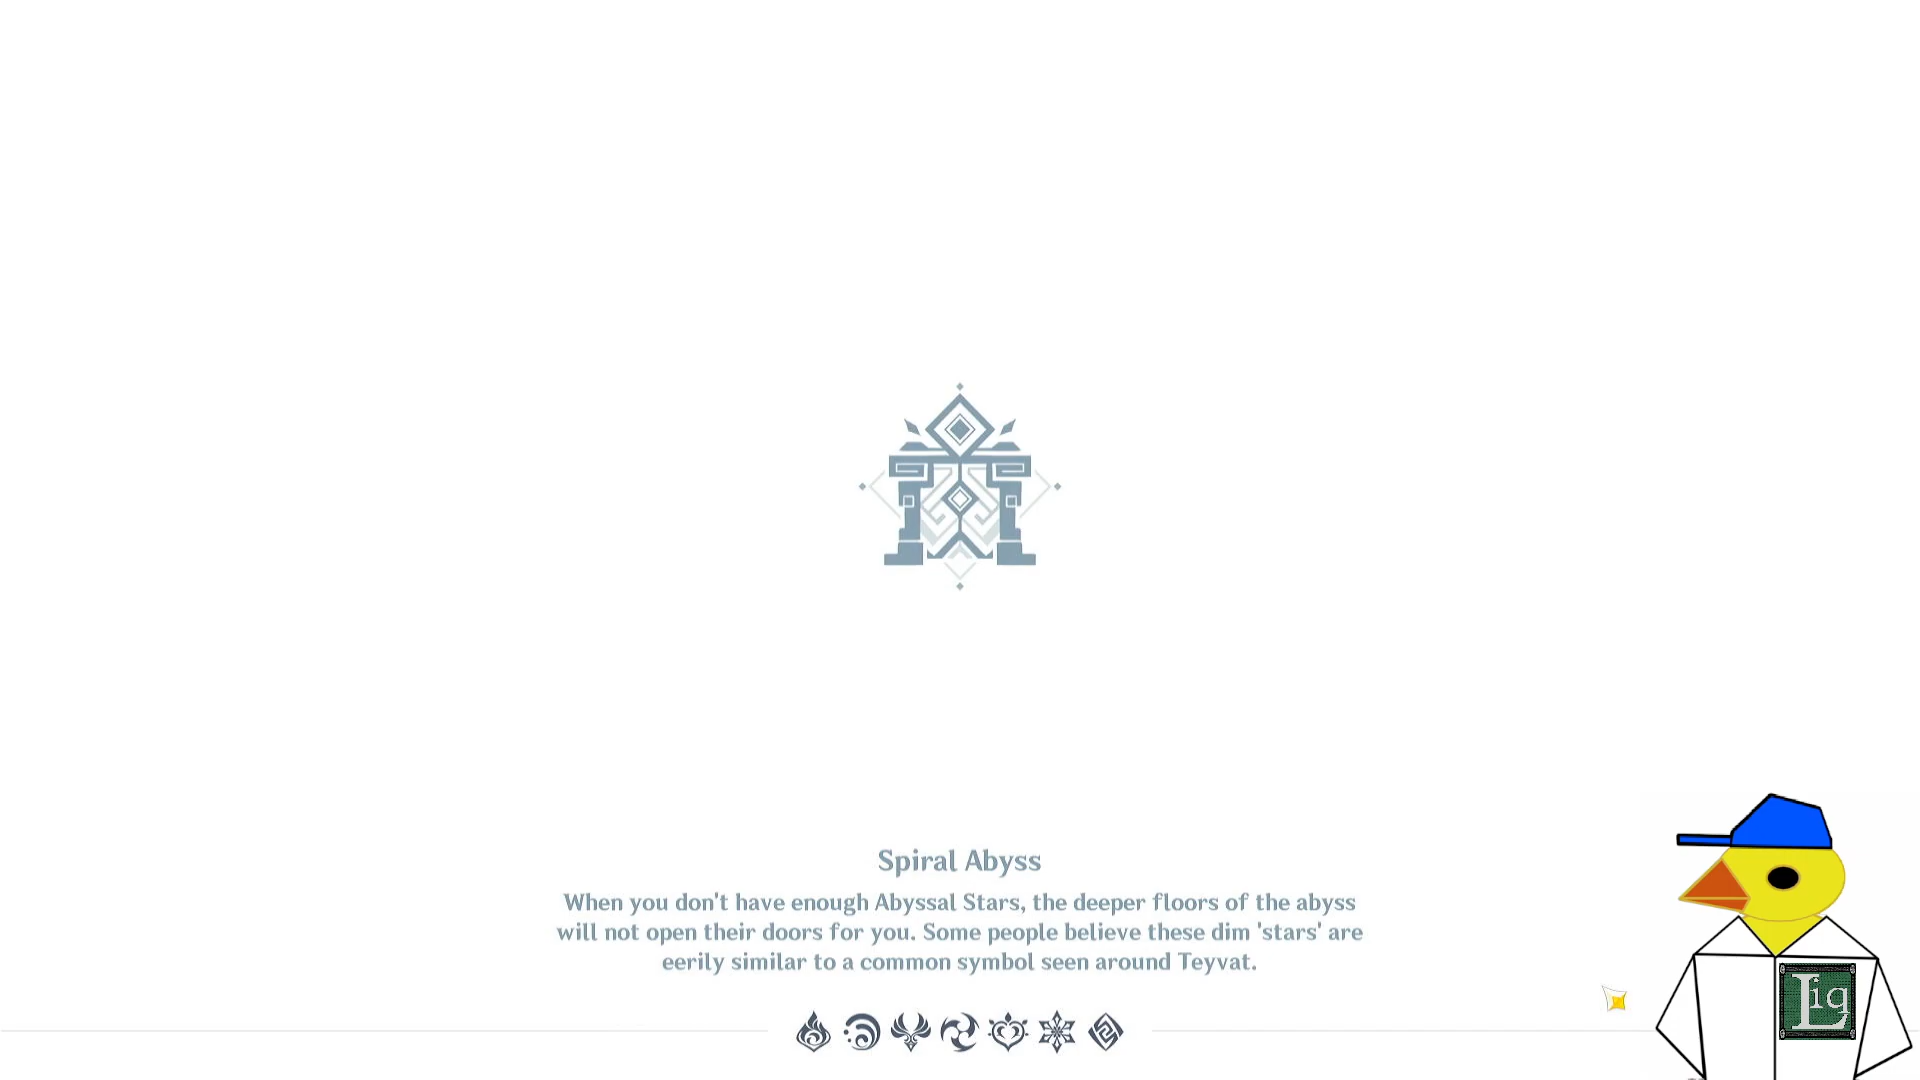 Spiral Abyss
When you don't have enough Abyssal Stars, the deeper floors of the abyss
will not open their doors for you. Some people believe these dim 'stars' are
eerily similar to a common symbol seen around Teyvat.
Liq